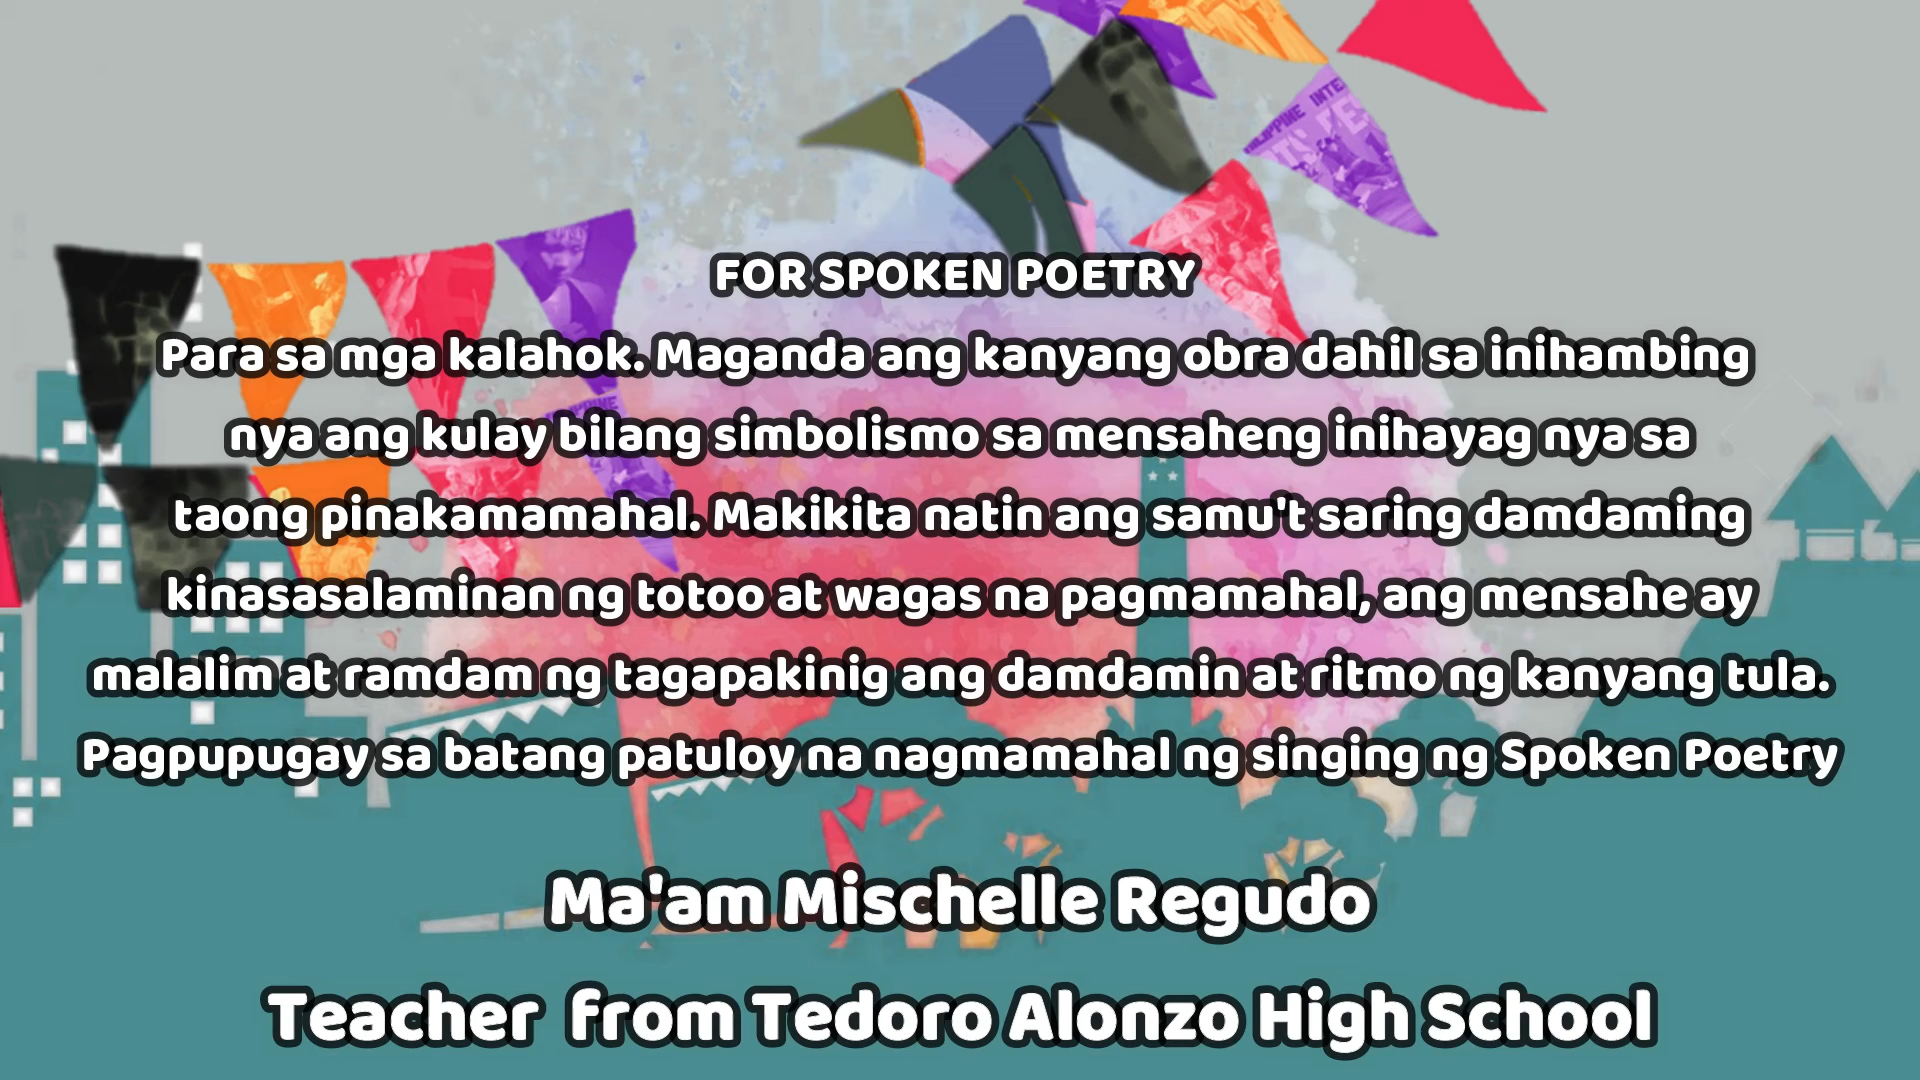 PHILIPPINE INTE
FOR SPOKEN POETRY
Para sa mga kalahok. Maganda ang kanyang obra dahil sa inihambing
nya ang kulay bilang simbolismo sa mensaheng inihayag nya sa
taong pinakamamahal. Makikita natin ang samu't saring damdaming
kinasasalaminan ng totoo at wagas na pagmamahal, ang mensahe ay
malalim at ramdam ng tagapakinig ang damdamin at ritmo ng kanyang tula.
Pagpupugay sa batang patuloy na nagmamahal ng singing ng Spoken Poetry
Ma'am Mischelle Regudo
Teacher from Tedoro Alonzo High School